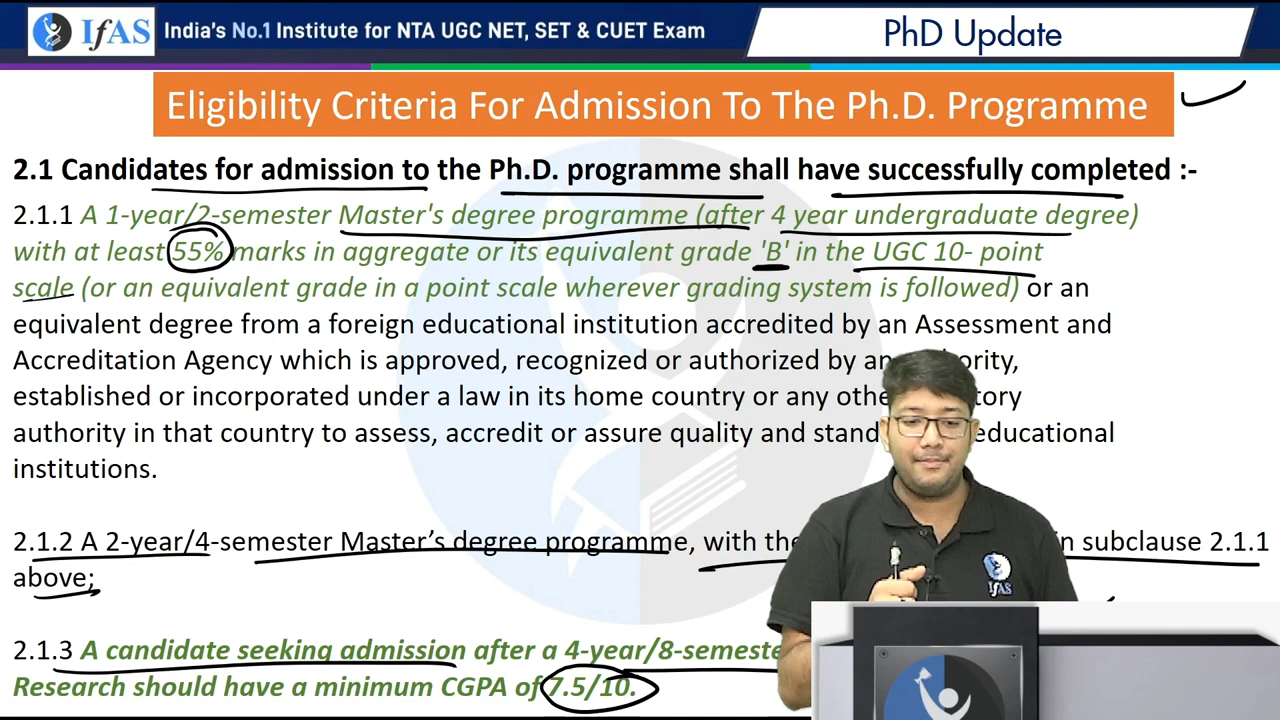 IfAS India's No.1 Institute for NTA UGC NET, SET & CUET Exam
PhD Update
Eligibility Criteria For Admission To The Ph.D. Programme
2.1 Candidates for admission to the Ph.D. programme shall have successfully completed :-
2.1.1 A 1-year/2-semester Master's degree programme (after 4 year undergraduate degree)
with at least 55% marks in aggregate or its equivalent grade 'B' in the UGC 10- point
scale (or an equivalent grade in a point scale wherever grading system is followed) or an
equivalent degree from a foreign educational institution accredited by an Assessment and
Accreditation Agency which is approved, recognized or authorized by an
established or incorporated under a law in its home country or any
authority in that country to assess, accredit or assure quality and educational
institutions.
2.1.2 A 2-year/4-semester Master's degree programme, with subclause 2.1.1
above;
2.1.3 A candidate seeking admission after a 4-year/
Research should have a minimum CGPA of 7.5/10.
IfAS